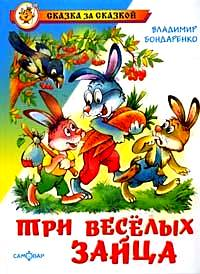 СКАЗКА ЗА СКАЗКОЙ
ВЛАДИМИР
БОНДАРЕНКО
ТРИ ВЕСЁЛЫХ
ЗАЙЦА
САМОВАР